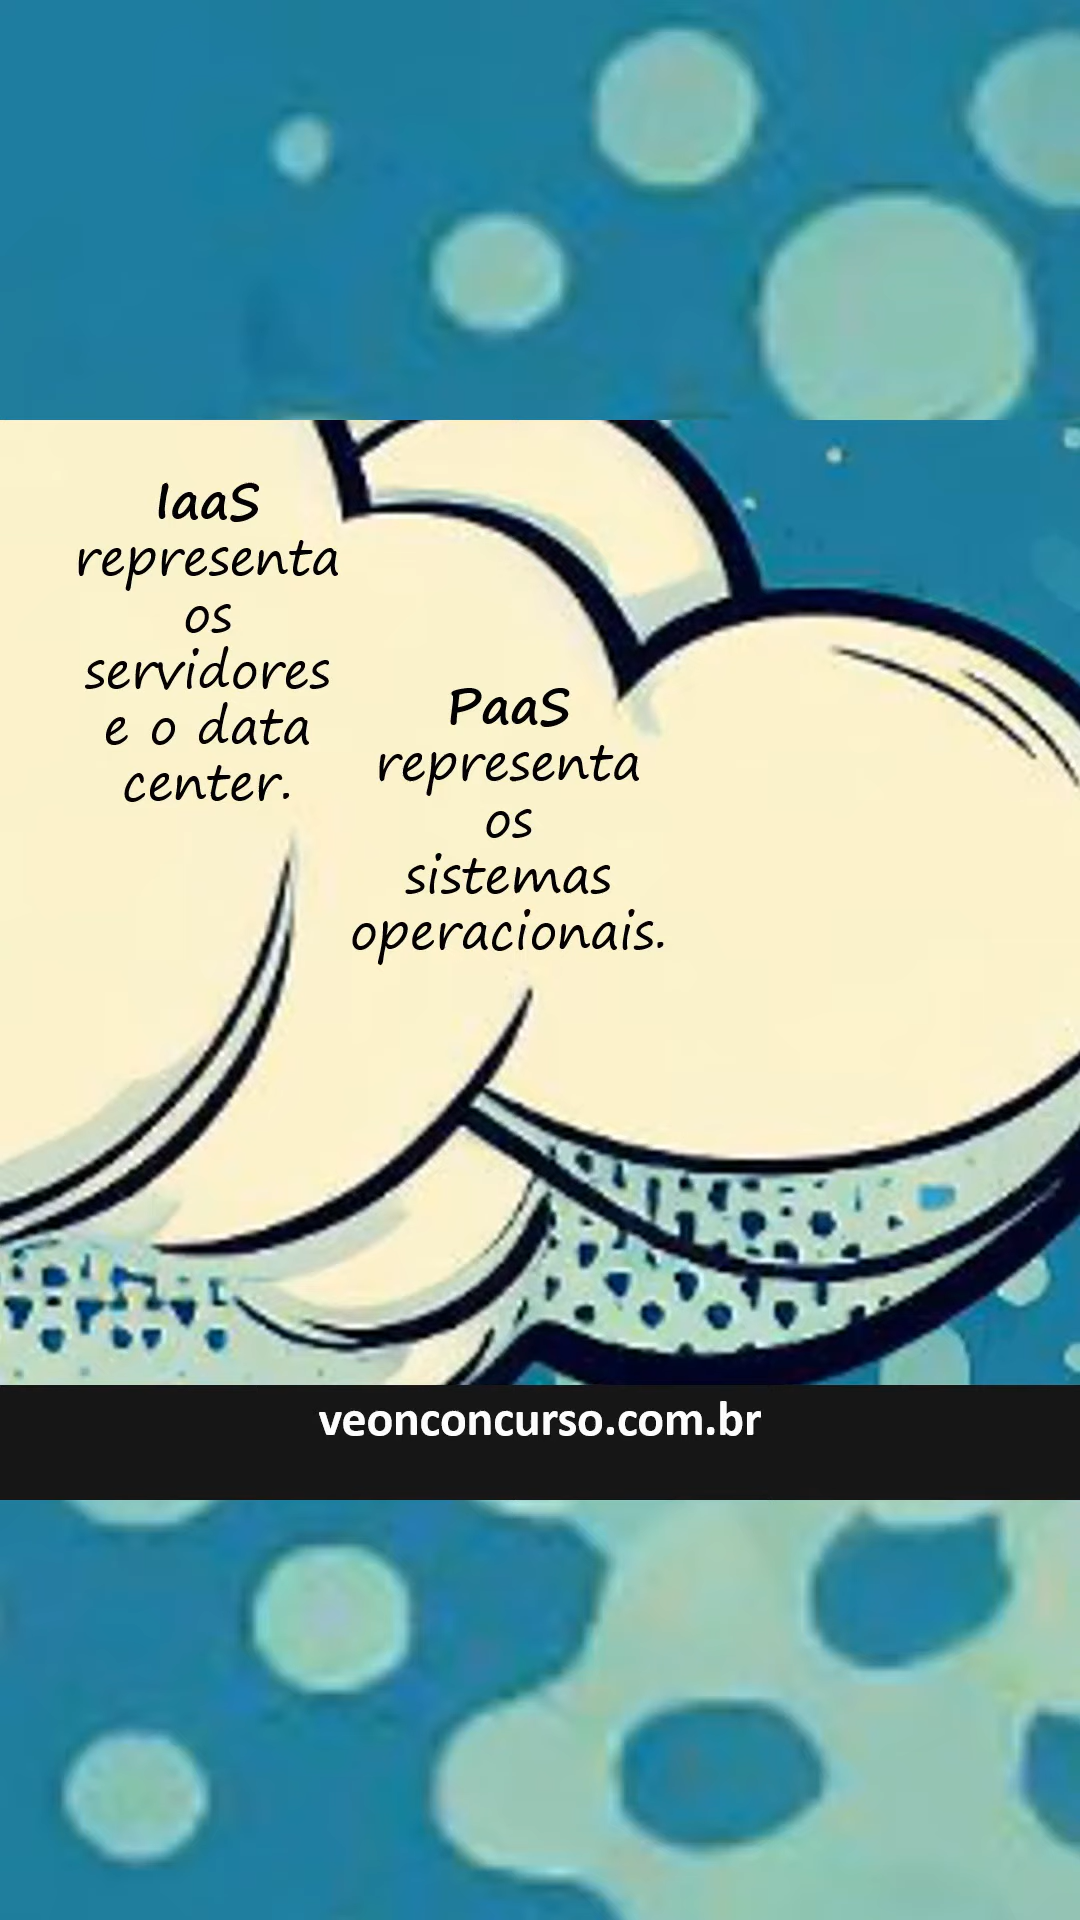 IaaS
representa
os
servidores
e o data
center.
PaaS
representa
os
sistemas
operacionais.
veonconcurso.com.br